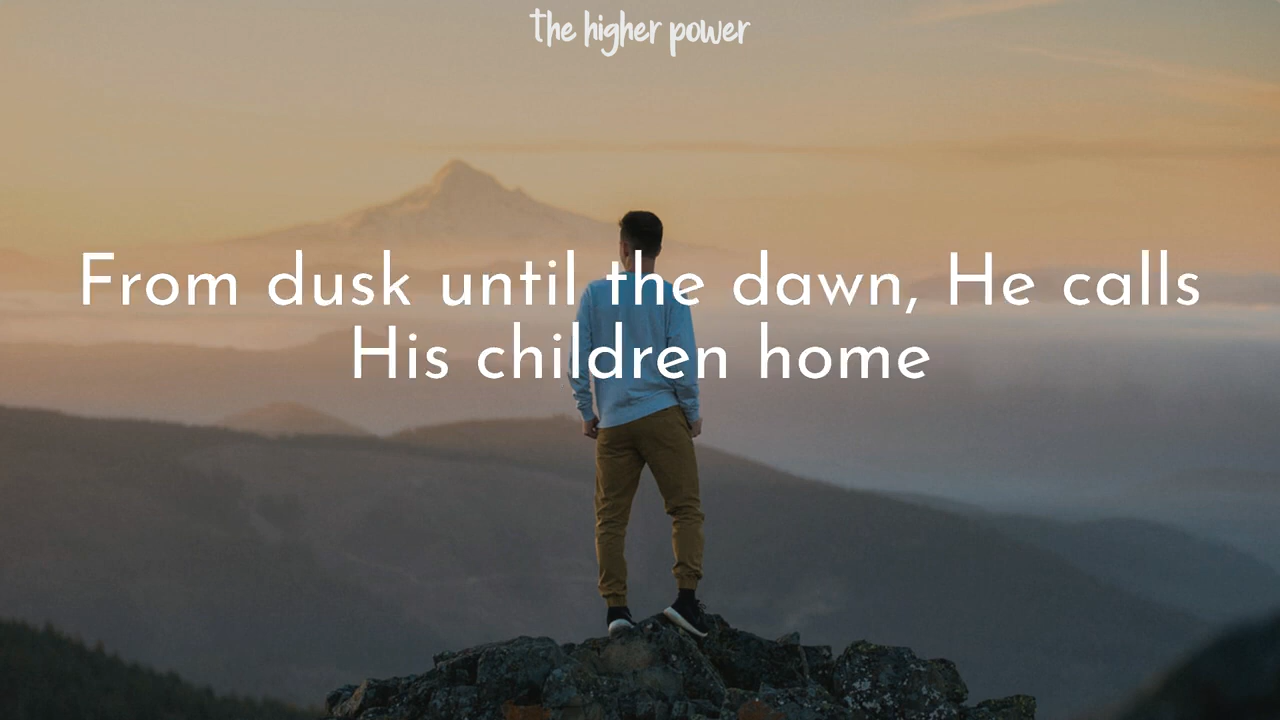 the higher power
From dusk until the dawn, He calls
His children home